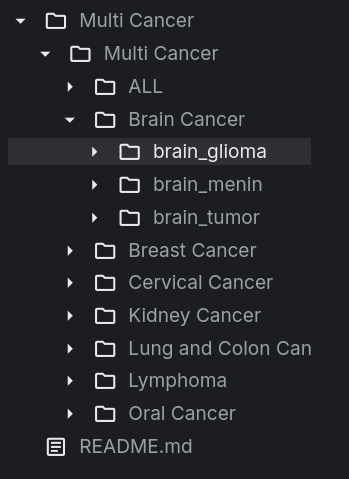 Multi Cancer
Multi Cancer
ALL
Brain Cancer
brain_glioma
brain_menin
brain_tumor
Breast Cancer
Cervical Cancer
Kidney Cancer
Lung and Colon Can
Lymphoma
Oral Cancer
README.md